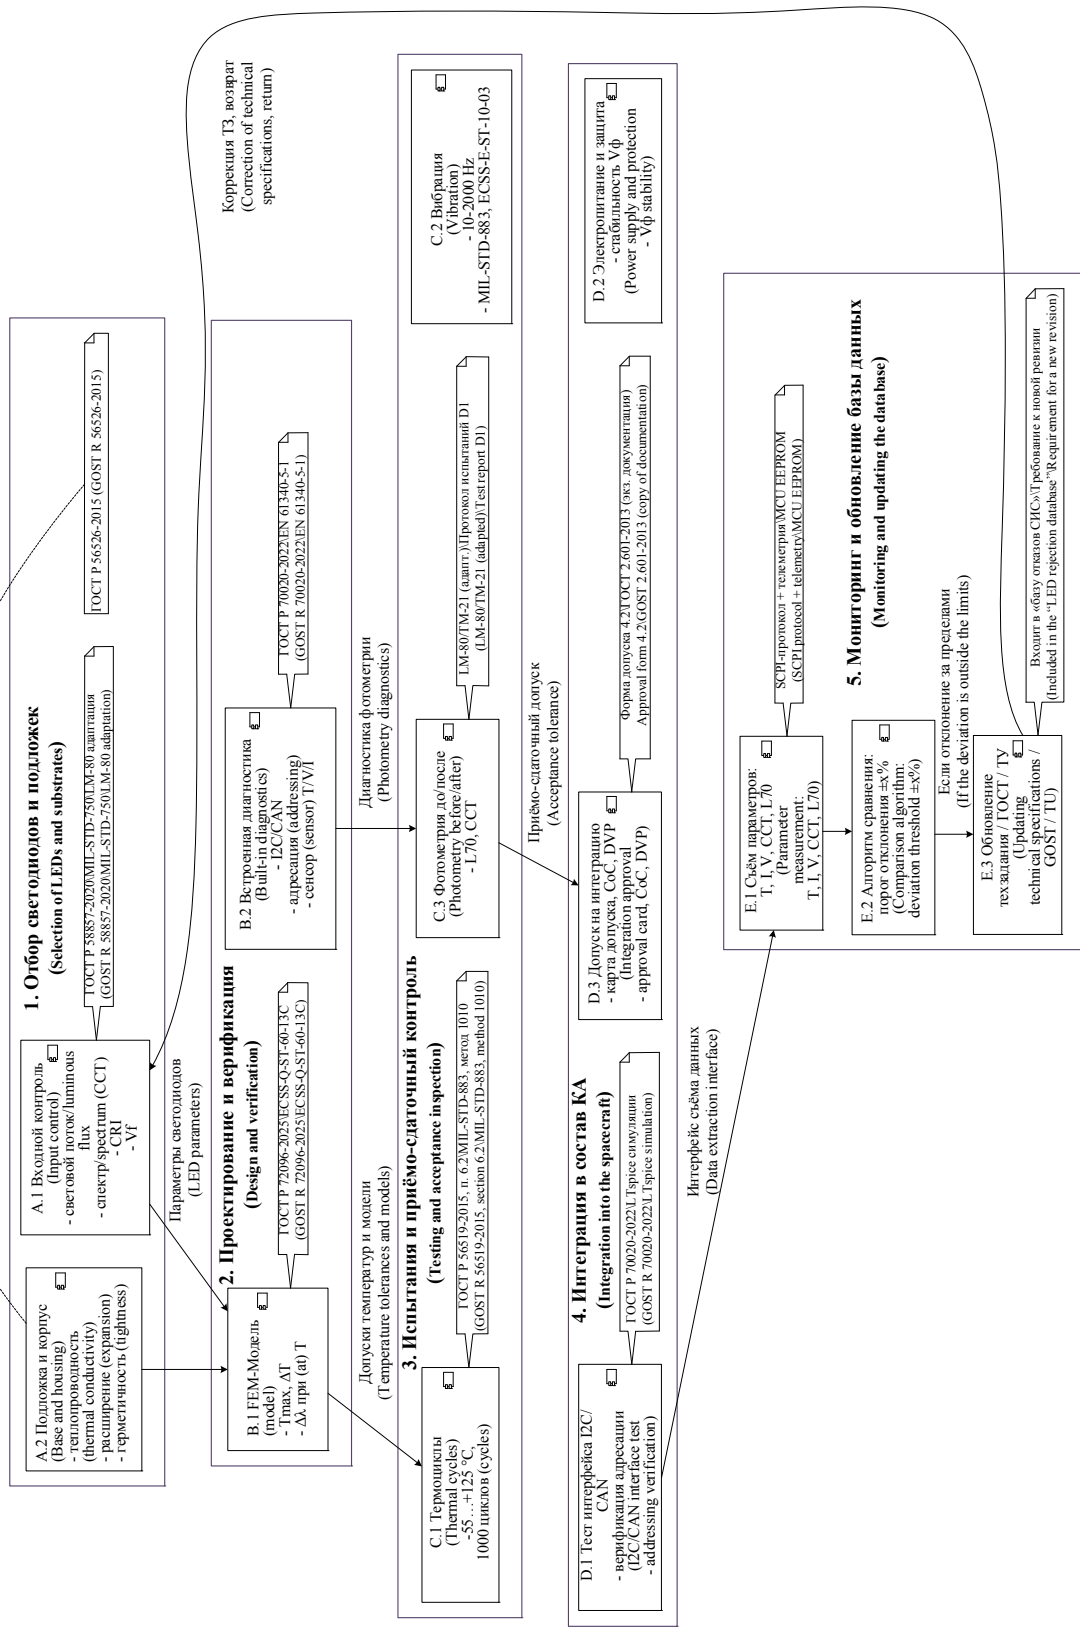 1. Отбор светодиодов и подложек
(Selection of LEDs and substrates)
А.2 Подложка и корпус
(Base and housing)
- теплопроводность
(thermal conductivity)
- расширение (expansion)
- герметичность (tightness)
А.1 Входной контроль
(Input control)
- световой поток/luminous
flux
- спектр/spectrum (CCT)
- CRI
- Vf
ГОСТ Р 58857-2020\MIL-STD-750\LM-80 адаптация
(GOST R 58857-2020\MIL-STD-750\LM-80 adaptation)
ГОСТ Р 56526-2015 (GOST R 56526-2015)
Параметры светодиодов
(LED parameters)
Коррекция ТЗ, возврат
(Correction of technical
specifications, return)
2. Проектирование и верификация
(Design and verification)
B.1 FEM-Модель
(model)
- Tmax, ΔT
- Δλ при (at) T
ГОСТ Р 72096-2025\ECSS-Q-ST-60-13C
(GOST R 72096-2025\ECSS-Q-ST-60-13C)
B.2 Встроенная диагностика
(Built-in diagnostics)
- I2C/CAN
- адресация (addressing)
- сенсор (sensor) T/V/I
ГОСТ Р 70020-2022\EN 61340-5-1
(GOST R 70020-2022\EN 61340-5-1)
Допуски температур и модели
(Temperature tolerances and models)
Диагностика фотометрии
(Photometry diagnostics)
3. Испытания и приёмо-сдаточный контроль
(Testing and acceptance inspection)
C.1 Термоциклы
(Thermal cycles)
-55…+125 °C,
1000 циклов (cycles)
ГОСТ Р 56519-2015, п. 6.2\MIL-STD-883, метод 1010
(GOST R 56519-2015, section 6.2\MIL-STD-883, method 1010)
C.3 Фотометрия до/после
(Photometry before/after)
- L70, CCT
LM-80/TM-21 (адапт.)\Протокол испытаний D1
(LM-80/TM-21 (adapted)\Test report D1)
C.2 Вибрация
(Vibration)
- 10-2000 Hz
- MIL-STD-883, ECSS-E-ST-10-03
Приёмо-сдаточный допуск
(Acceptance tolerance)
4. Интеграция в состав КА
(Integration into the spacecraft)
D.1 Тест интерфейса I2C/
CAN
- верификация адресации
(I2C/CAN interface test
- addressing verification)
ГОСТ Р 70020-2022\LTspice симуляции
(GOST R 70020-2022\LTspice simulation)
D.3 Допуск на интеграцию
- карта допуска, CoC, DVP
(Integration approval
- approval card, CoC, DVP)
Форма допуска 4.2\ГОСТ 2.601-2013 (экз. документация)
Approval form 4.2\GOST 2.601-2013 (copy of documentation)
D.2 Электропитание и защита
- стабильность Vф
(Power supply and protection
- Vф stability)
Интерфейс съёма данных
(Data extraction interface)
5. Мониторинг и обновление базы данных
(Monitoring and updating the database)
E.1 Съём параметров:
T, I, V, CCT, L70
(Parameter
measurement:
T, I, V, CCT, L70)
SCPI-протокол + телеметрия\MCU EEPROM
(SCPI protocol + telemetry\MCU EEPROM)
E.2 Алгоритм сравнения:
порог отклонения ±x%
(Comparison algorithm:
deviation threshold ±x%)
Если отклонение за пределами
(If the deviation is outside the limits)
E.3 Обновление
техзадания / ГОСТ / ТУ
(Updating
technical specifications /
GOST / TU)
Входит в «базу отказов СИС»\Требование к новой ревизии
(Included in the “LED rejection database”\Requirement for a new revision)